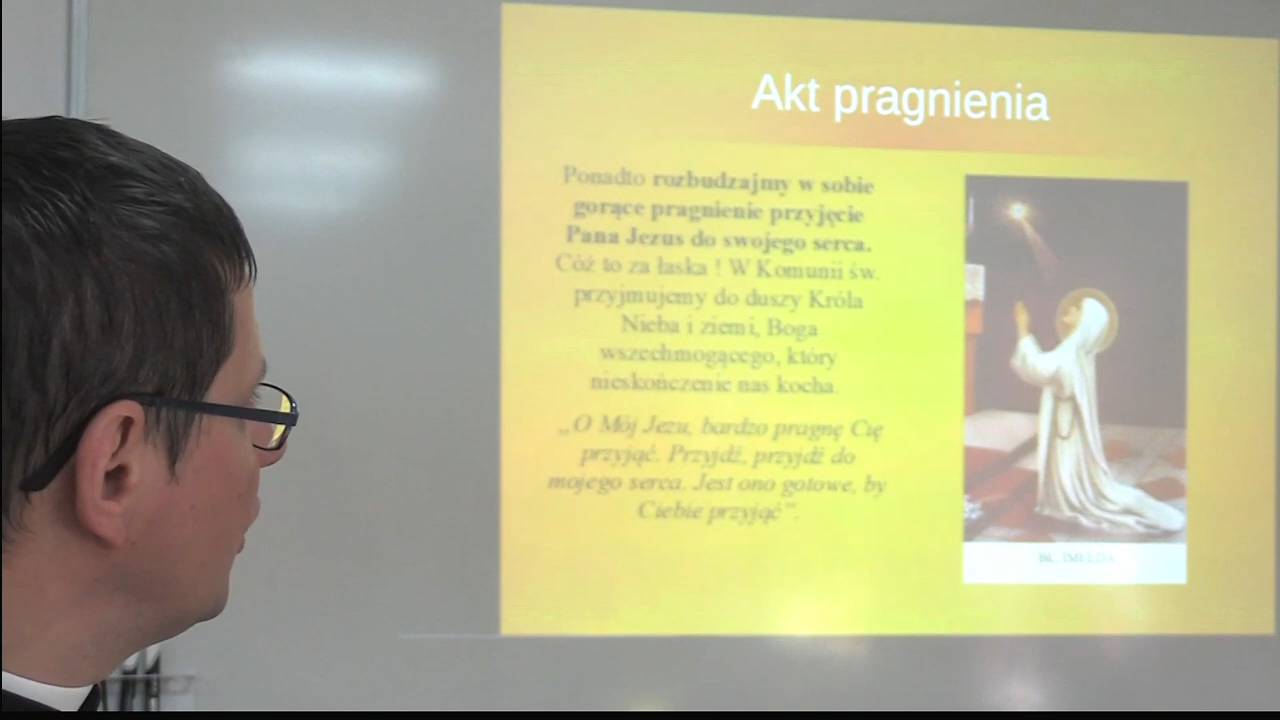 Akt pragnienia
Ponadto rozbudzajmy w sobie
gorące pragnienie przyjęcie
Pana Jezus do swojego serca.
Cóż to za łaska ! W Komunii św.
przyjmujemy do duszy Króla
Nieba i ziemi, Boga
wszechmogącego, który
nieskończenie nas kocha.
„O Mój Jezu, bardzo pragnę Cię
przyjąć. Przyjdź, przyjdź do
mojego serca. Jest ono gotowe, by
Ciebie przyjąć”.
BŁ. IMELDA